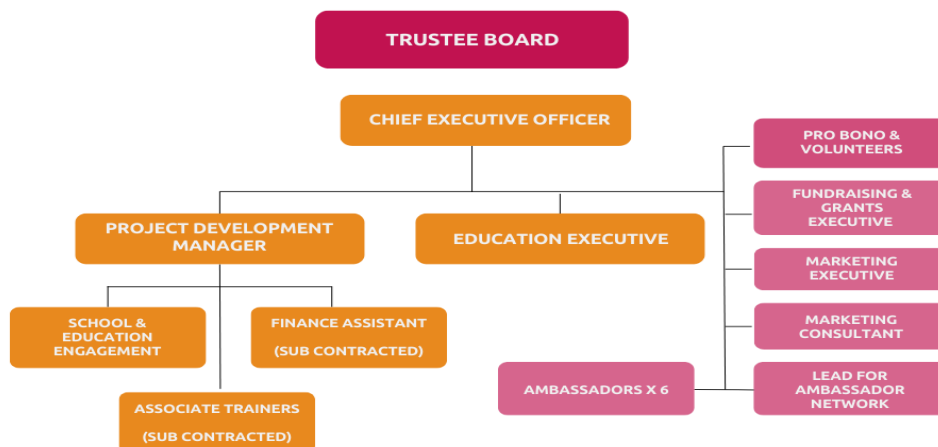 TRUSTEE BOARD
CHIEF EXECUTIVE OFFICER
PRO BONO &
VOLUNTEERS
FUNDRAISING &
GRANTS
EXECUTIVE
PROJECT DEVELOPMENT
MANAGER
EDUCATION EXECUTIVE
MARKETING
EXECUTIVE
SCHOOL &
EDUCATION
ENGAGEMENT
FINANCE ASSISTANT
(SUB CONTRACTED)
MARKETING
CONSULTANT
AMBASSADORS X 6
LEAD FOR
AMBASSADOR
NETWORK
ASSOCIATE TRAINERS
(SUB CONTRACTED)